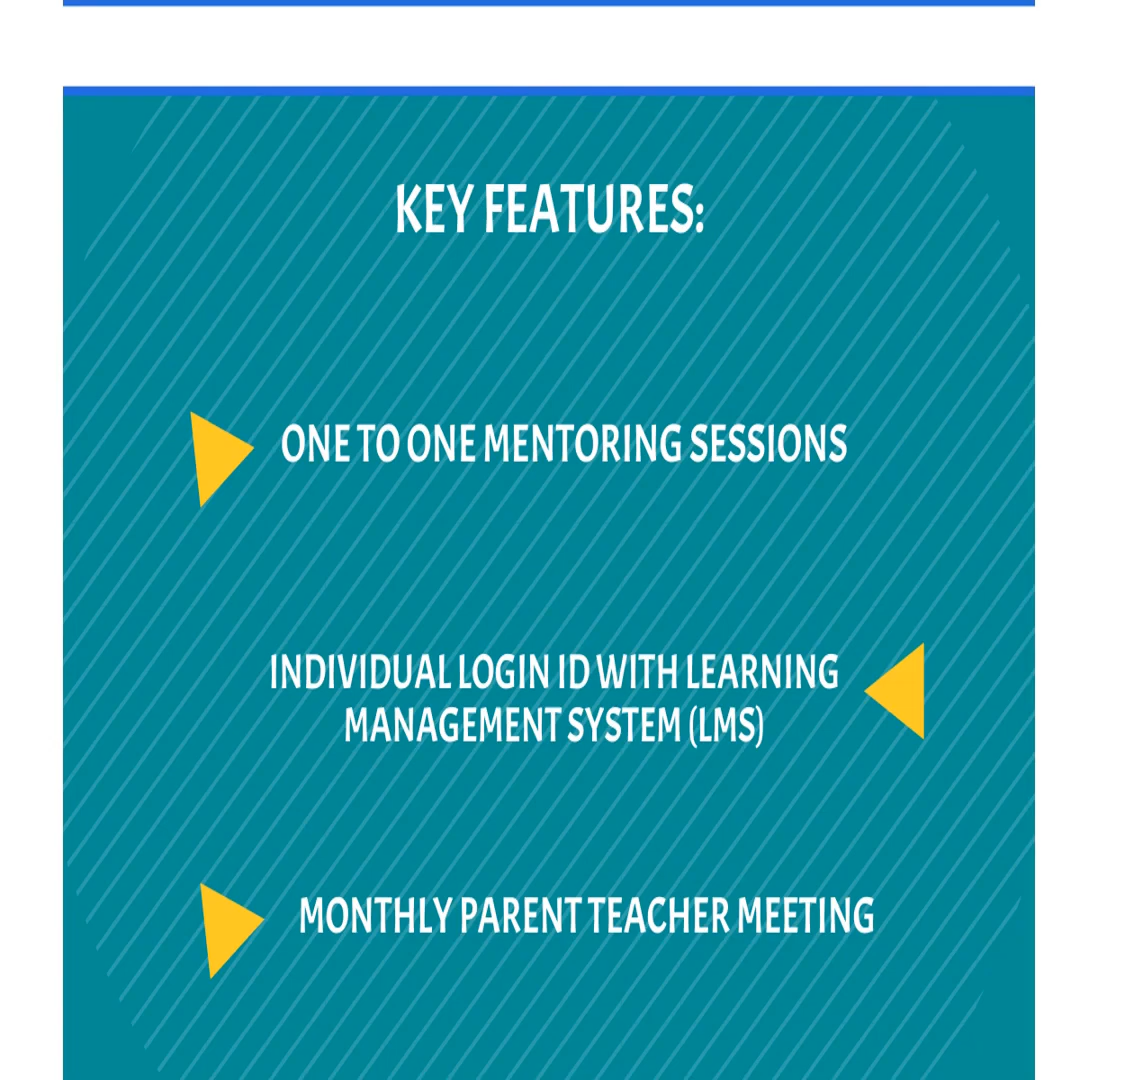 KEY FEATURES:
ONE TO ONE MENTORING SESSIONS
INDIVIDUAL LOGIN ID WITH LEARNING
MANAGEMENT SYSTEM (LMS)
MONTHLY PARENT TEACHER MEETING